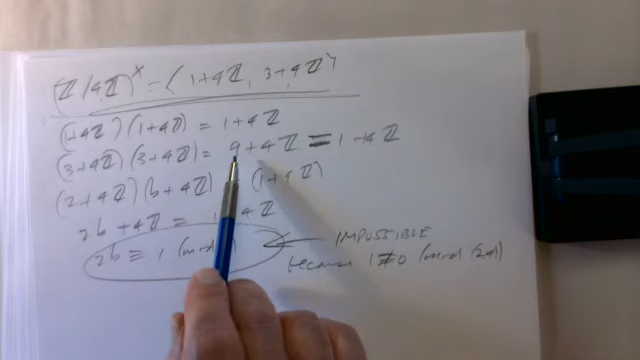 (ℤ/4ℤ)^× = ⟨1+4ℤ, 3+4ℤ⟩
(1+4ℤ)(1+4ℤ) = 1+4ℤ
(3+4ℤ)(3+4ℤ) = 9+4ℤ = 1+4ℤ
(2+4ℤ)(b+4ℤ) (1+4ℤ)
2b+4ℤ = 1 4ℤ
2b ≡ 1 (mod IMPOSSIBLE
because 1≢0 (mod (2,4))